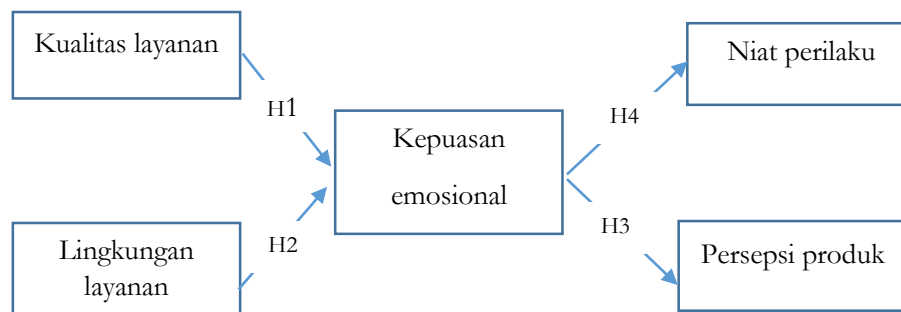 Kualitas layanan
Niat perilaku
H1
H4
Kepuasan
emosional
H2
H3
Lingkungan
layanan
Persepsi produk